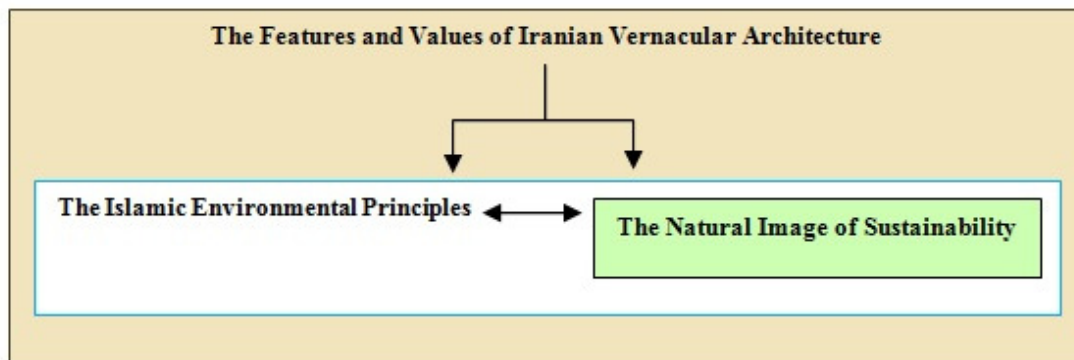 The Features and Values of Iranian Vernacular Architecture
The Islamic Environmental Principles
The Natural Image of Sustainability